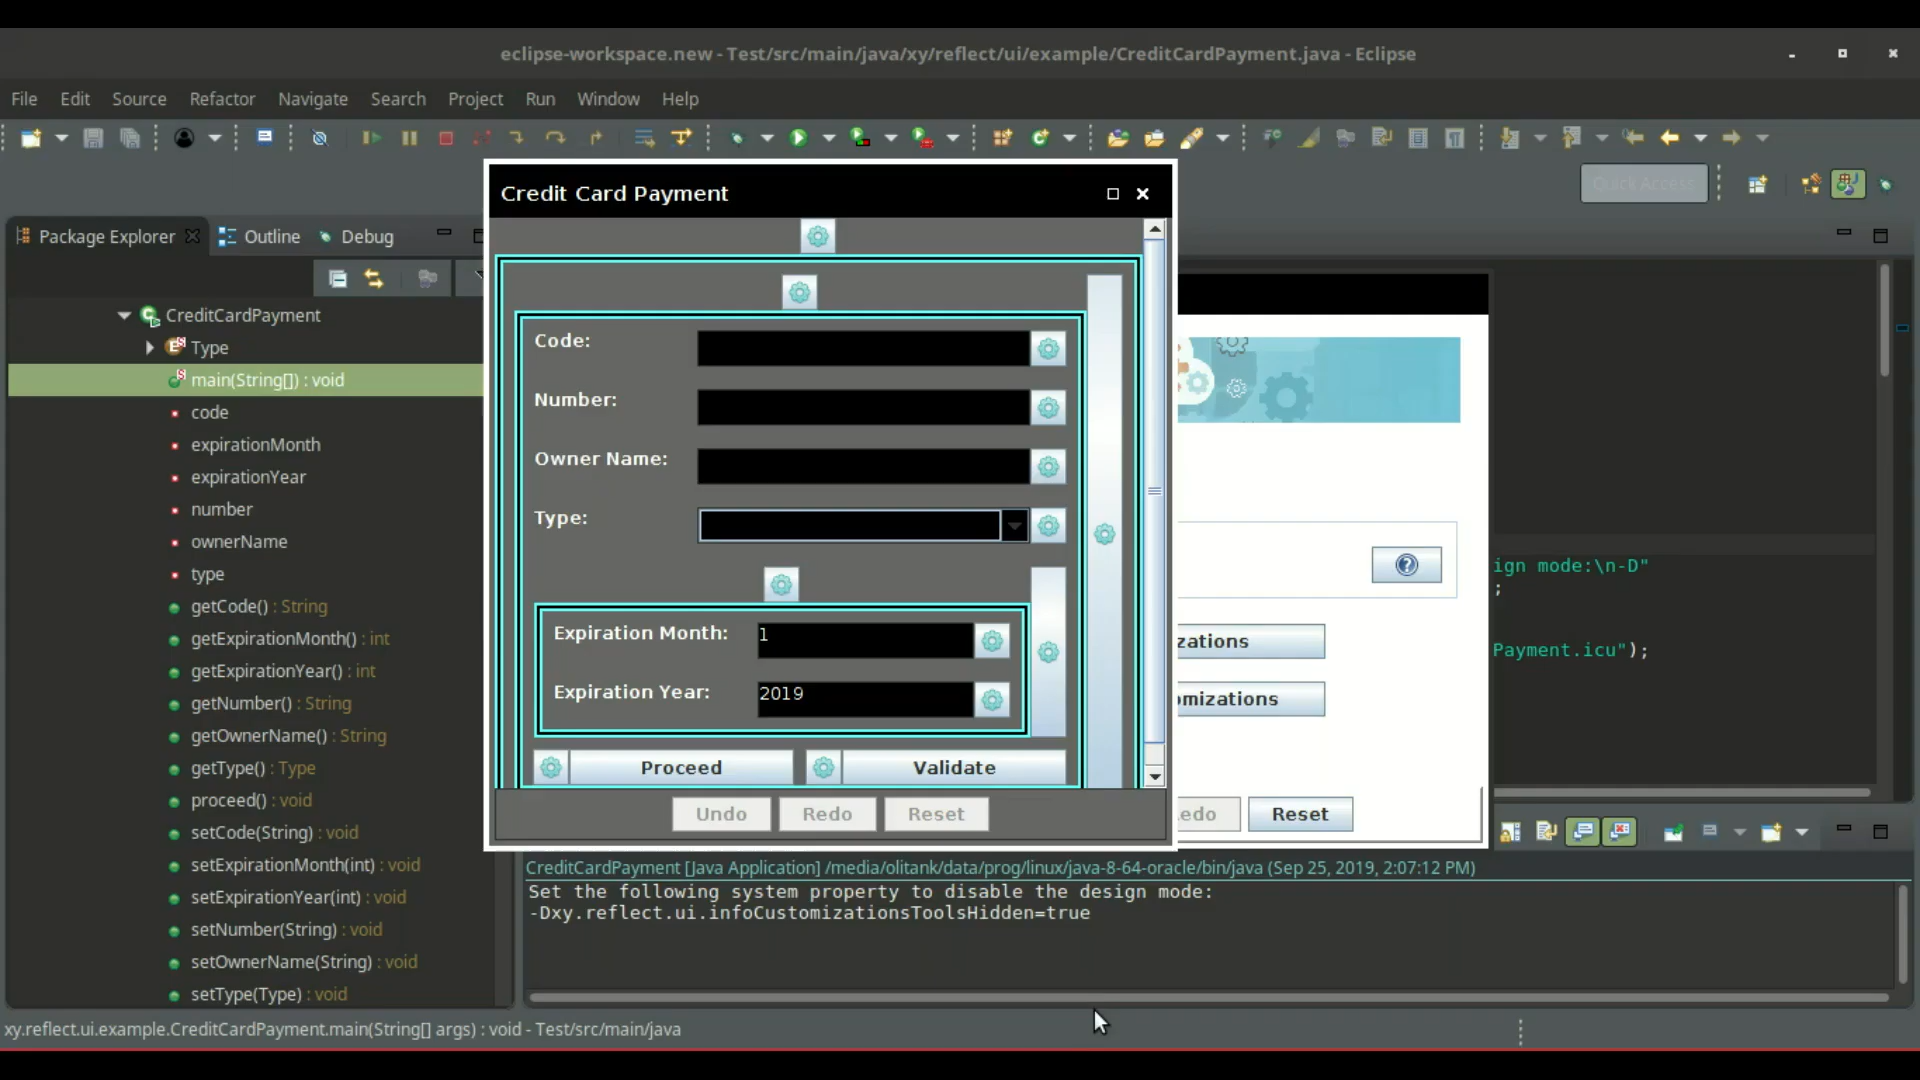 eclipse-workspace.new - Test/src/main/java/xy/reflect/ui/example/CreditCardPayment.java - Eclipse
File Edit Source Refactor Navigate Search Project Run Window Help
Quick Access
Credit Card Payment
Package Explorer Outline Debug
CreditCardPayment
Type
main(String[]) : void
code
expirationMonth
expirationYear
number
ownerName
type
getCode() : String
getExpirationMonth() : int
getExpirationYear() : int
getNumber() : String
getOwnerName() : String
getType() : Type
proceed() : void
setCode(String) : void
setExpirationMonth(int) : void
setExpirationYear(int) : void
setNumber(String) : void
setOwnerName(String) : void
setType(Type) : void
Code:
Number:
Owner Name:
Type:
Expiration Month: 1
Expiration Year: 2019
Proceed Validate
Undo Redo Reset
zations
omizations
edo Reset
ign mode:\n-D"
;
Payment.icu");
CreditCardPayment [Java Application] /media/olitank/data/prog/linux/java-8-64-oracle/bin/java (Sep 25, 2019, 2:07:12 PM)
Set the following system property to disable the design mode:
-Dxy.reflect.ui.infoCustomizationsToolsHidden=true
xy.reflect.ui.example.CreditCardPayment.main(String[] args) : void - Test/src/main/java